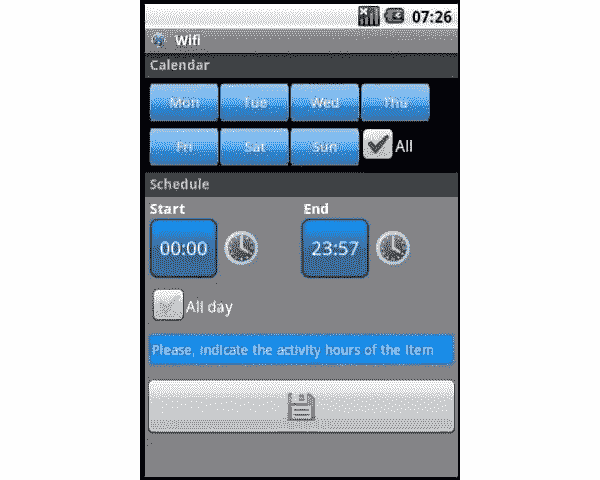 07:26
Wifi
Calendar
Mon Tue Wed Thu
Fri Sat Sun All
Schedule
Start End
00:00 23:57
All day
Please, indicate the activity hours of the item